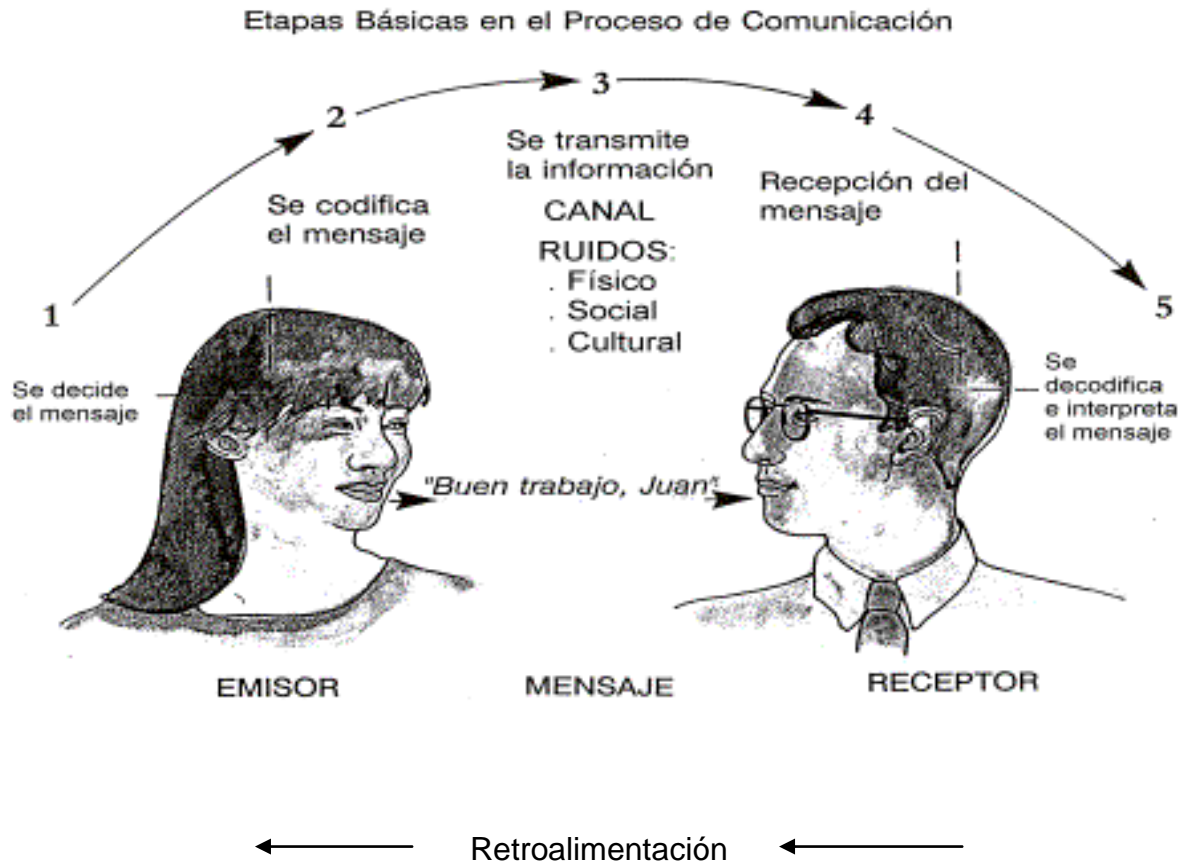 Etapas Básicas en el Proceso de Comunicación
3
2
4
Se transmite
la información
Recepción del
mensaje
Se codifica
el mensaje
CANAL
RUIDOS:
. Físico
. Social
. Cultural
1
5
Se decide
el mensaje
Se
decodifica
e interpreta
el mensaje
"Buen trabajo, Juan"
EMISOR
MENSAJE
RECEPTOR
Retroalimentación